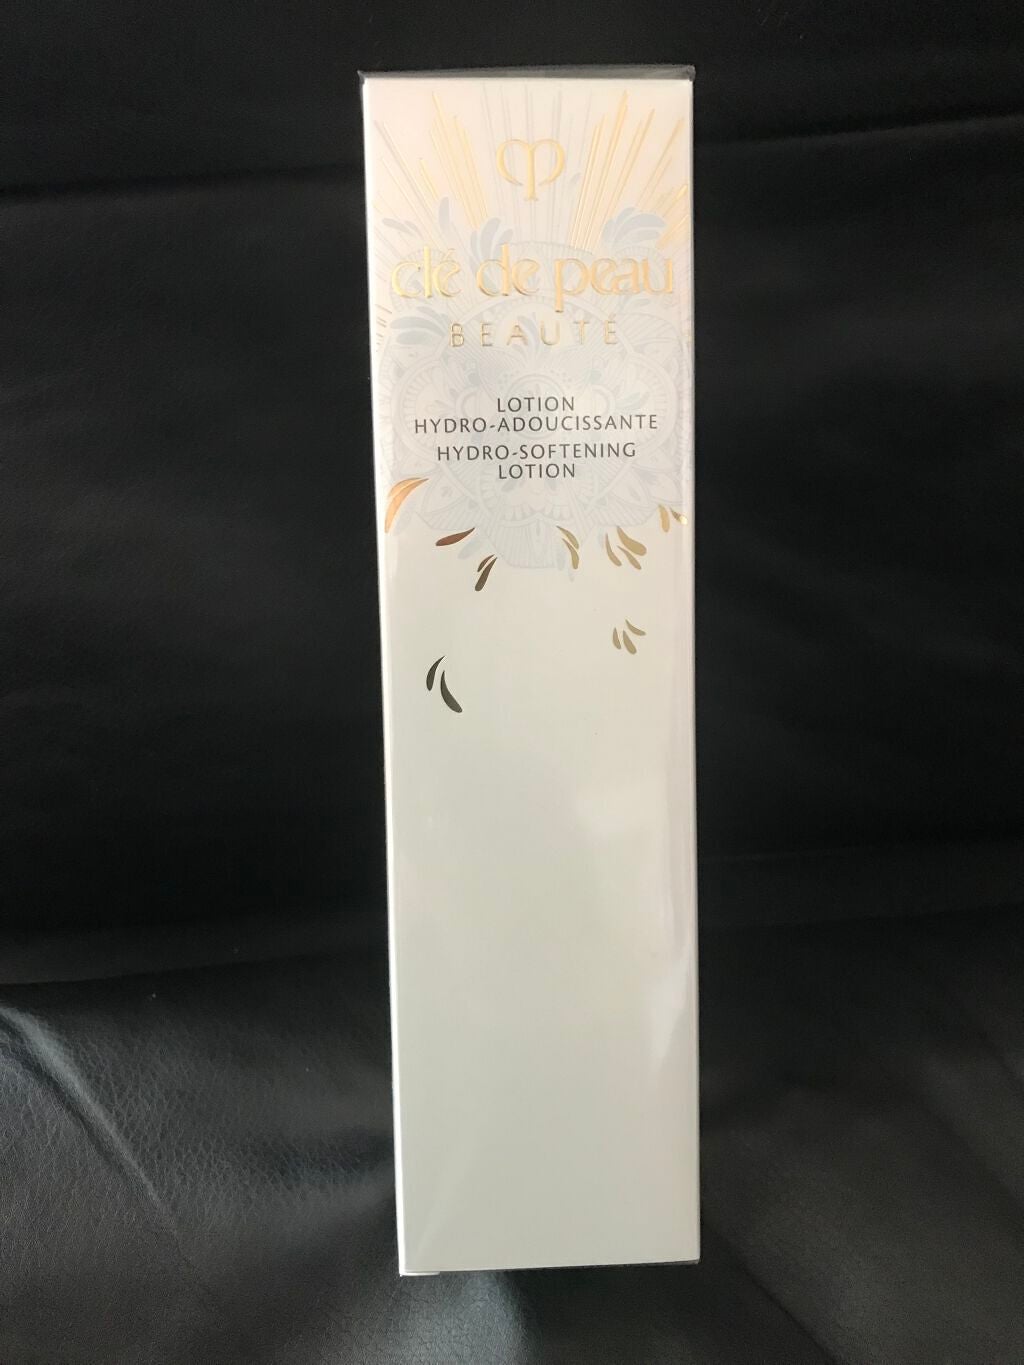 clé de peau
BEAUTÉ
LOTION
HYDRO-ADOUCISSANTE
HYDRO-SOFTENING
LOTION